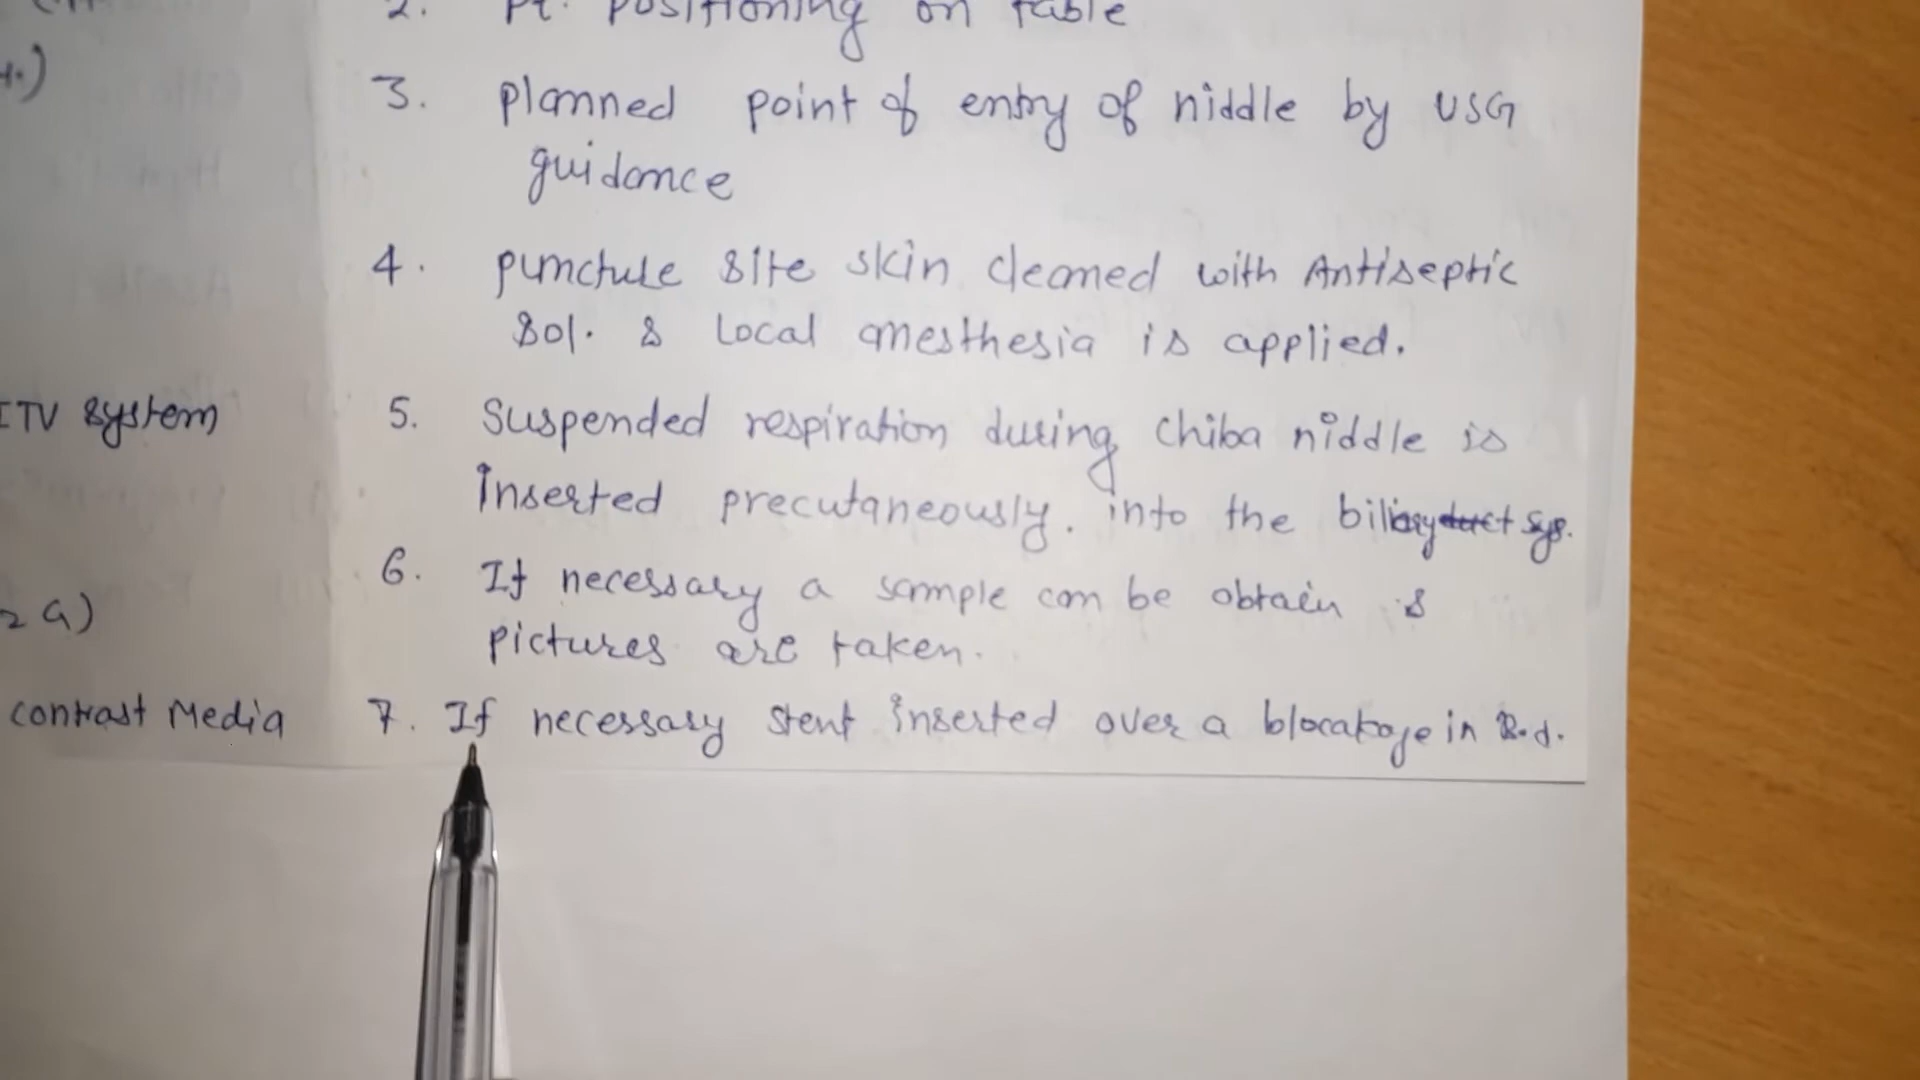 2. Pt. Positioning on table
3. planned point of entry of niddle by USG
guidance
4. puncture site skin cleaned with Antiseptic
Sol. & Local anesthesia is applied.
ITV system
5. Suspended respiration during Chiba niddle is
Inserted precutaneously. into the biliary duct sys.
6. If necessary a sample can be obtain &
pictures are taken.
contrast Media
7. If necessary stent inserted over a blocakage in B.d.